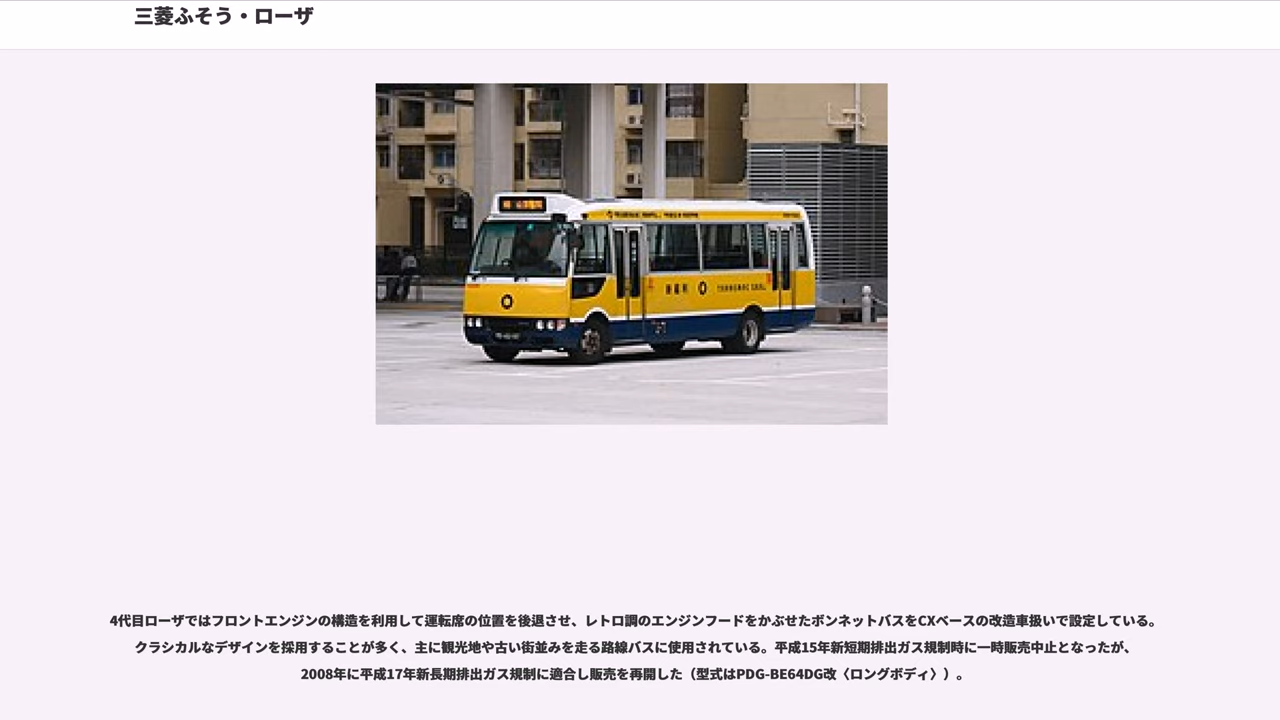 三菱ふそう・ローザ
新福利
4代目ローザではフロントエンジンの構造を利用して運転席の位置を後退させ、レトロ調のエンジンフードをかぶせたボンネットバスをCXベースの改造車扱いで設定している。
クラシカルなデザインを採用することが多く、主に観光地や古い街並みを走る路線バスに使用されている。平成15年新短期排出ガス規制時に一時販売中止となったが、
2008年に平成17年新長期排出ガス規制に適合し販売を再開した（型式はPDG-BE64DG改〈ロングボディ〉）。